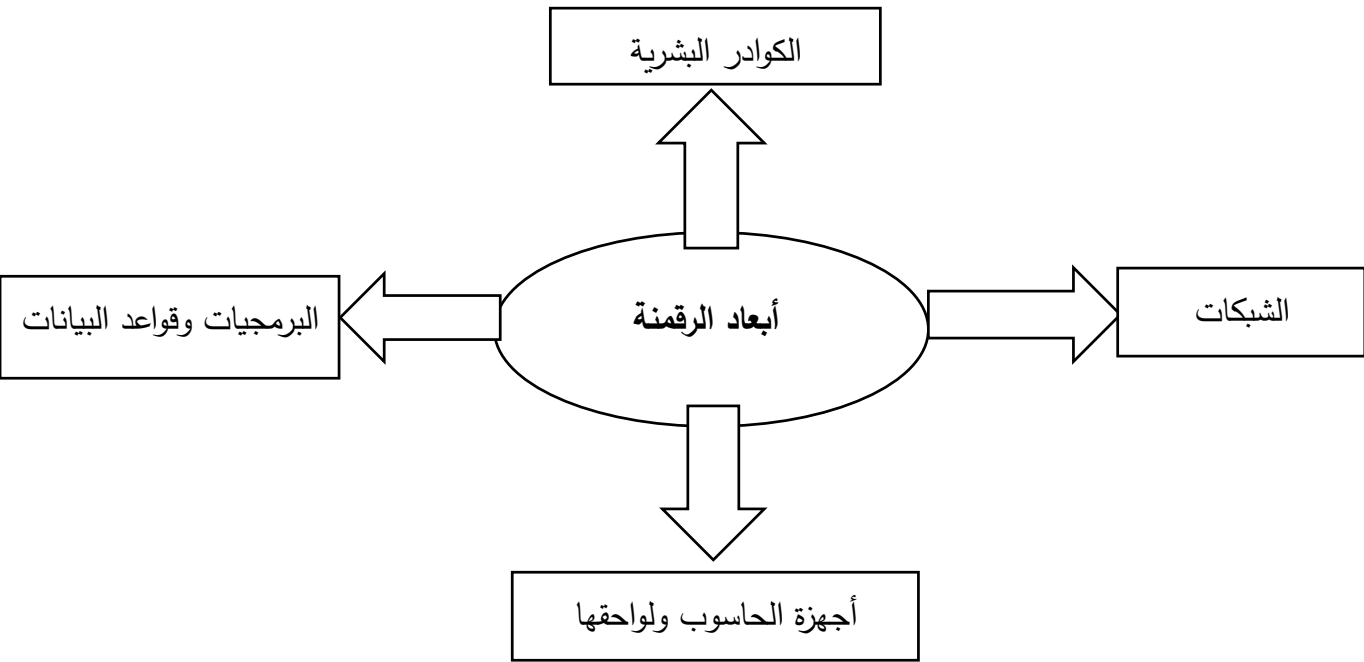 الكوادر البشرية
الشبكات
أبعاد الرقمنة
البرمجيات وقواعد البيانات
أجهزة الحاسوب ولواحقها